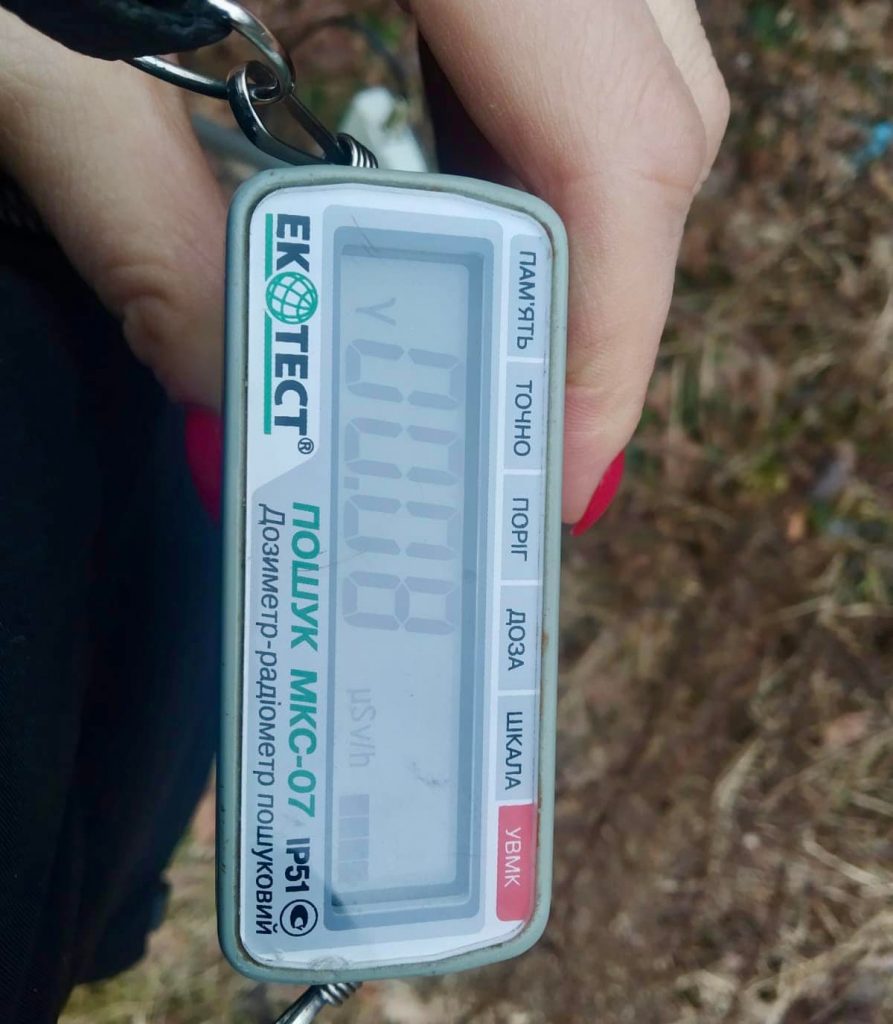 ПАМ'ЯТЬ ТОЧНО ПОРІГ ДОЗА ШКАЛА УВМК
γ 00.08 µSv/h
ЕКОТЕСТ® ПОШУК МКС-07 IP51
Дозиметр-радіометр пошуковий